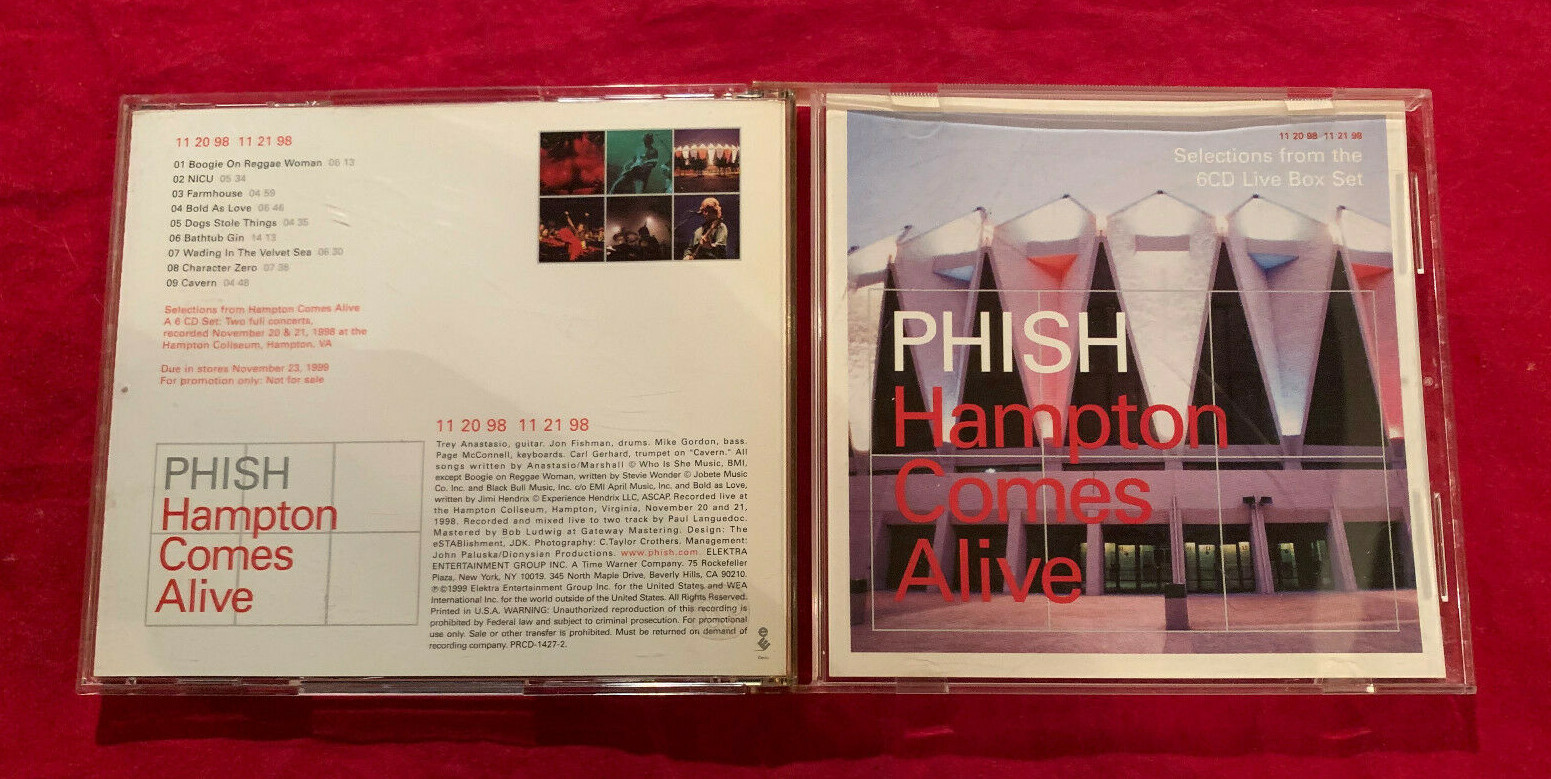 11 20 98 11 21 98
01 Boogie On Reggae Woman 06 13
02 NICU 05 34
03 Farmhouse 04 59
04 Bold As Love 06 46
05 Dogs Stole Things 04 35
06 Bathtub Gin 14 13
07 Wading In The Velvet Sea 06 30
08 Character Zero 07 36
09 Cavern 04 48
Selections from Hampton Comes Alive
A 6 CD Set: Two full concerts,
recorded November 20 & 21, 1998 at the
Hampton Coliseum, Hampton, VA
Due in stores November 23, 1999
For promotion only: Not for sale
PHISH
Hampton
Comes
Alive
11 20 98 11 21 98
Trey Anastasio, guitar. Jon Fishman, drums. Mike Gordon, bass.
Page McConnell, keyboards. Carl Gerhard, trumpet on "Cavern." All
songs written by Anastasio/Marshall © Who Is She Music, BMI,
except Boogie on Reggae Woman, written by Stevie Wonder © Jobete Music
Co. Inc. and Black Bull Music, Inc. c/o EMI April Music, Inc. and Bold as Love,
written by Jimi Hendrix © Experience Hendrix LLC, ASCAP. Recorded live at
the Hampton Coliseum, Hampton, Virginia, November 20 and 21,
1998. Recorded and mixed live to two track by Paul Languedoc.
Mastered by Bob Ludwig at Gateway Mastering. Design: The
eSTABlishment, JDK. Photography: C.Taylor Crothers. Management:
John Paluska/Dionysian Productions. www.phish.com. ELEKTRA
ENTERTAINMENT GROUP INC. A Time Warner Company. 75 Rockefeller
Plaza, New York, NY 10019. 345 North Maple Drive, Beverly Hills, CA 90210.
℗©1999 Elektra Entertainment Group Inc. for the United States and WEA
International Inc. for the world outside of the United States. All Rights Reserved.
Printed in U.S.A. WARNING: Unauthorized reproduction of this recording is
prohibited by Federal law and subject to criminal prosecution. For promotional
use only. Sale or other transfer is prohibited. Must be returned on demand of
recording company. PRCD-1427-2.
11 20 98 11 21 98
Selections from the
6CD Live Box Set
PHISH
Hampton
Comes
Alive